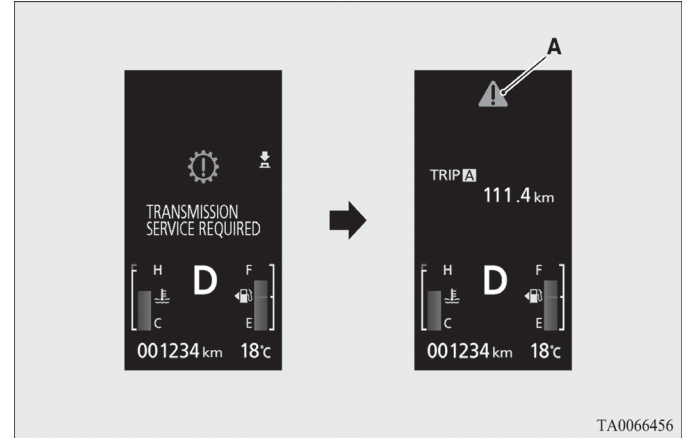 A
TRANSMISSION
SERVICE REQUIRED
H D F
C E
001234 km 18°c
TRIP A
111.4 km
H D F
C E
001234 km 18°c
TA0066456